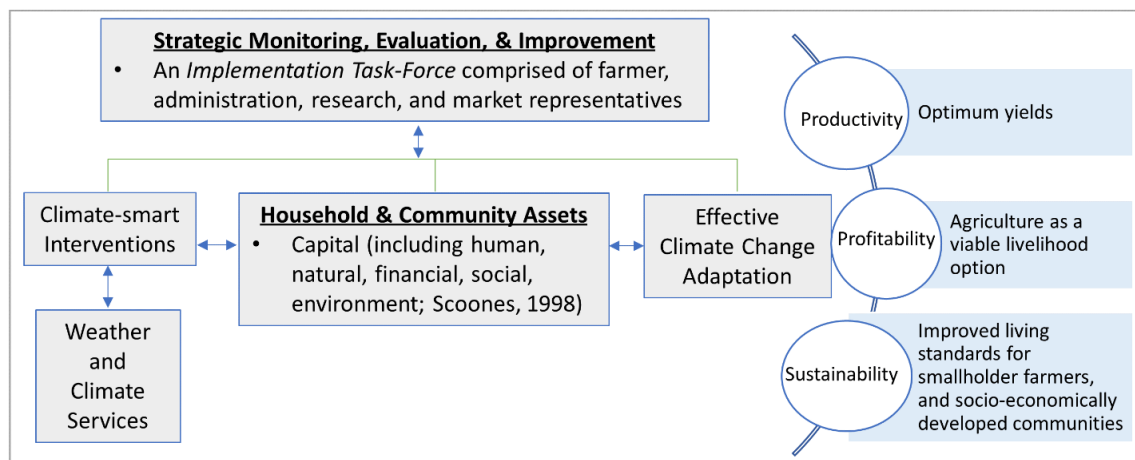 Strategic Monitoring, Evaluation, & Improvement
• An Implementation Task-Force comprised of farmer,
administration, research, and market representatives
Climate-smart
Interventions
Household & Community Assets
• Capital (including human,
natural, financial, social,
environment; Scoones, 1998)
Effective
Climate Change
Adaptation
Weather
and
Climate
Services
Productivity
Optimum yields
Profitability
Agriculture as a
viable livelihood
option
Sustainability
Improved living
standards for
smallholder farmers,
and socio-economically
developed communities